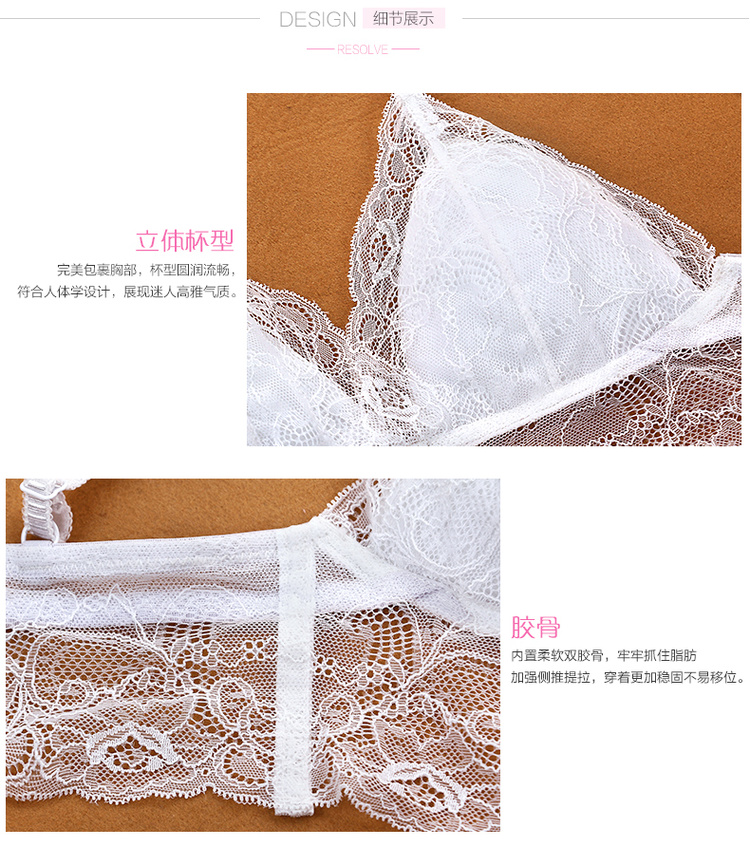 DESIGN 细节展示
RESOLVE
立体杯型
完美包裹胸部，杯型圆润流畅，
符合人体学设计，展现迷人高雅气质。
胶骨
内置柔软双胶骨，牢牢抓住脂肪
加强侧推提拉，穿着更加稳固不易移位。